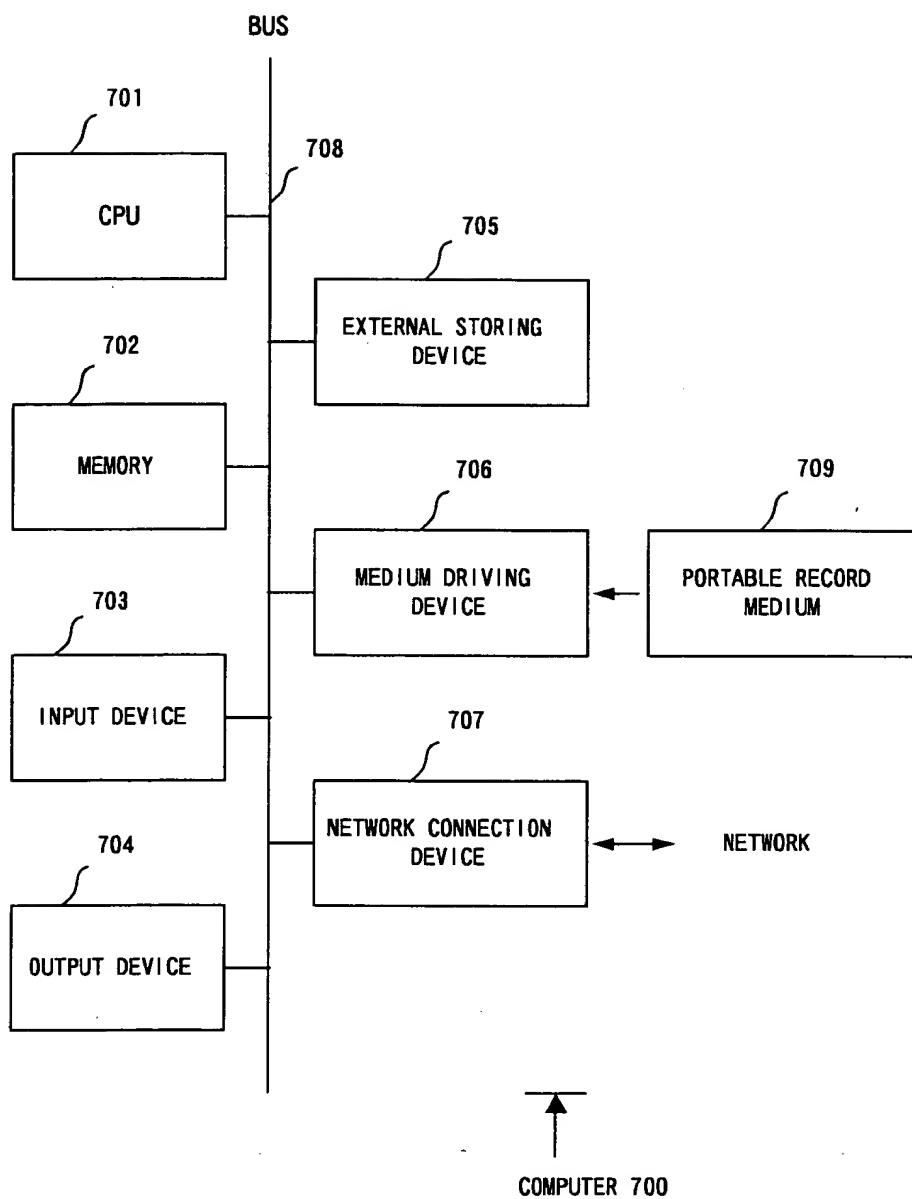 BUS
701
708
CPU
705
EXTERNAL STORING
DEVICE
702
MEMORY
706
709
MEDIUM DRIVING
DEVICE
PORTABLE RECORD
MEDIUM
703
INPUT DEVICE
707
NETWORK CONNECTION
DEVICE
NETWORK
704
OUTPUT DEVICE
COMPUTER 700